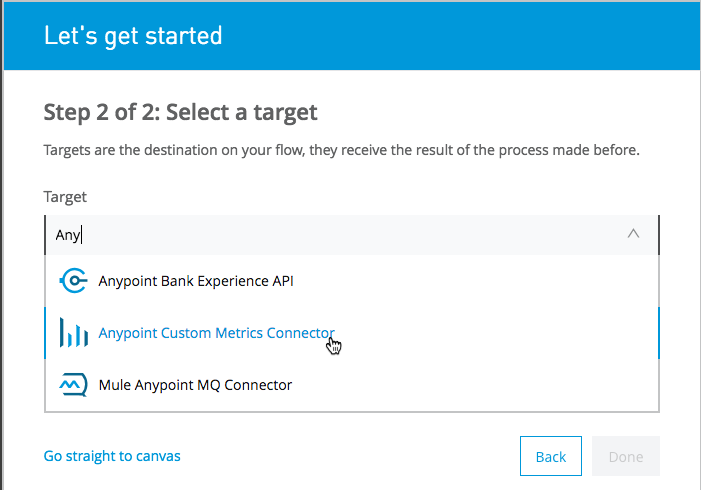 Let's get started
Step 2 of 2: Select a target
Targets are the destination on your flow, they receive the result of the process made before.
Target
Any
Anypoint Bank Experience API
Anypoint Custom Metrics Connector
Mule Anypoint MQ Connector
Go straight to canvas
Back
Done